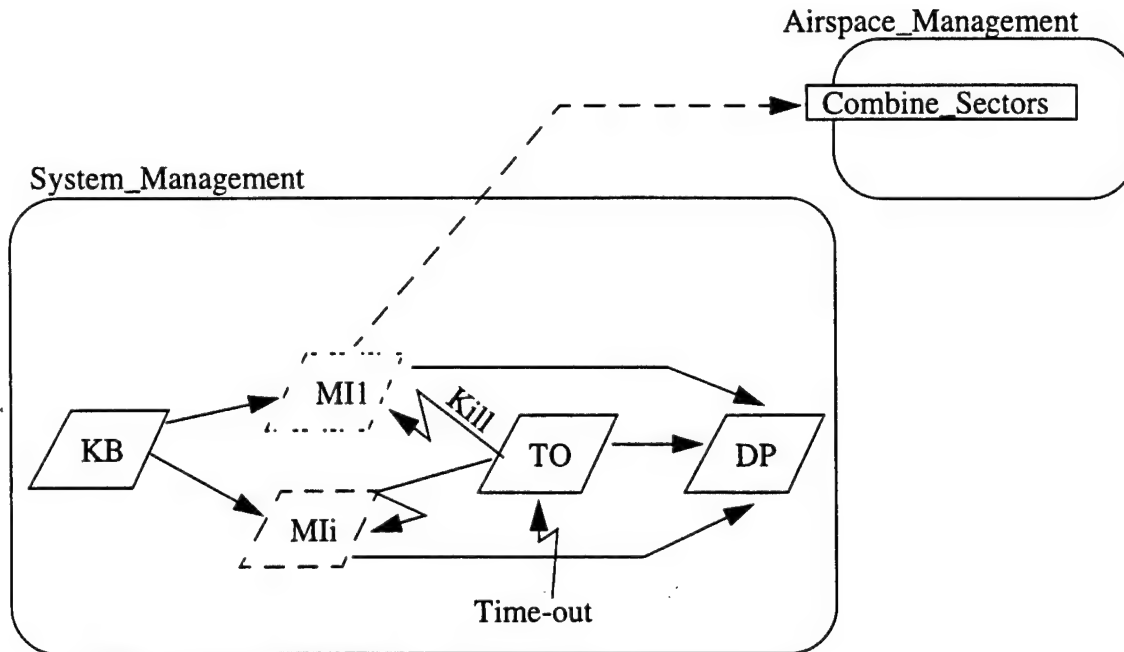 Airspace_Management
Combine_Sectors
System_Management
MI1
Kill
KB
TO
DP
MIi
Time-out